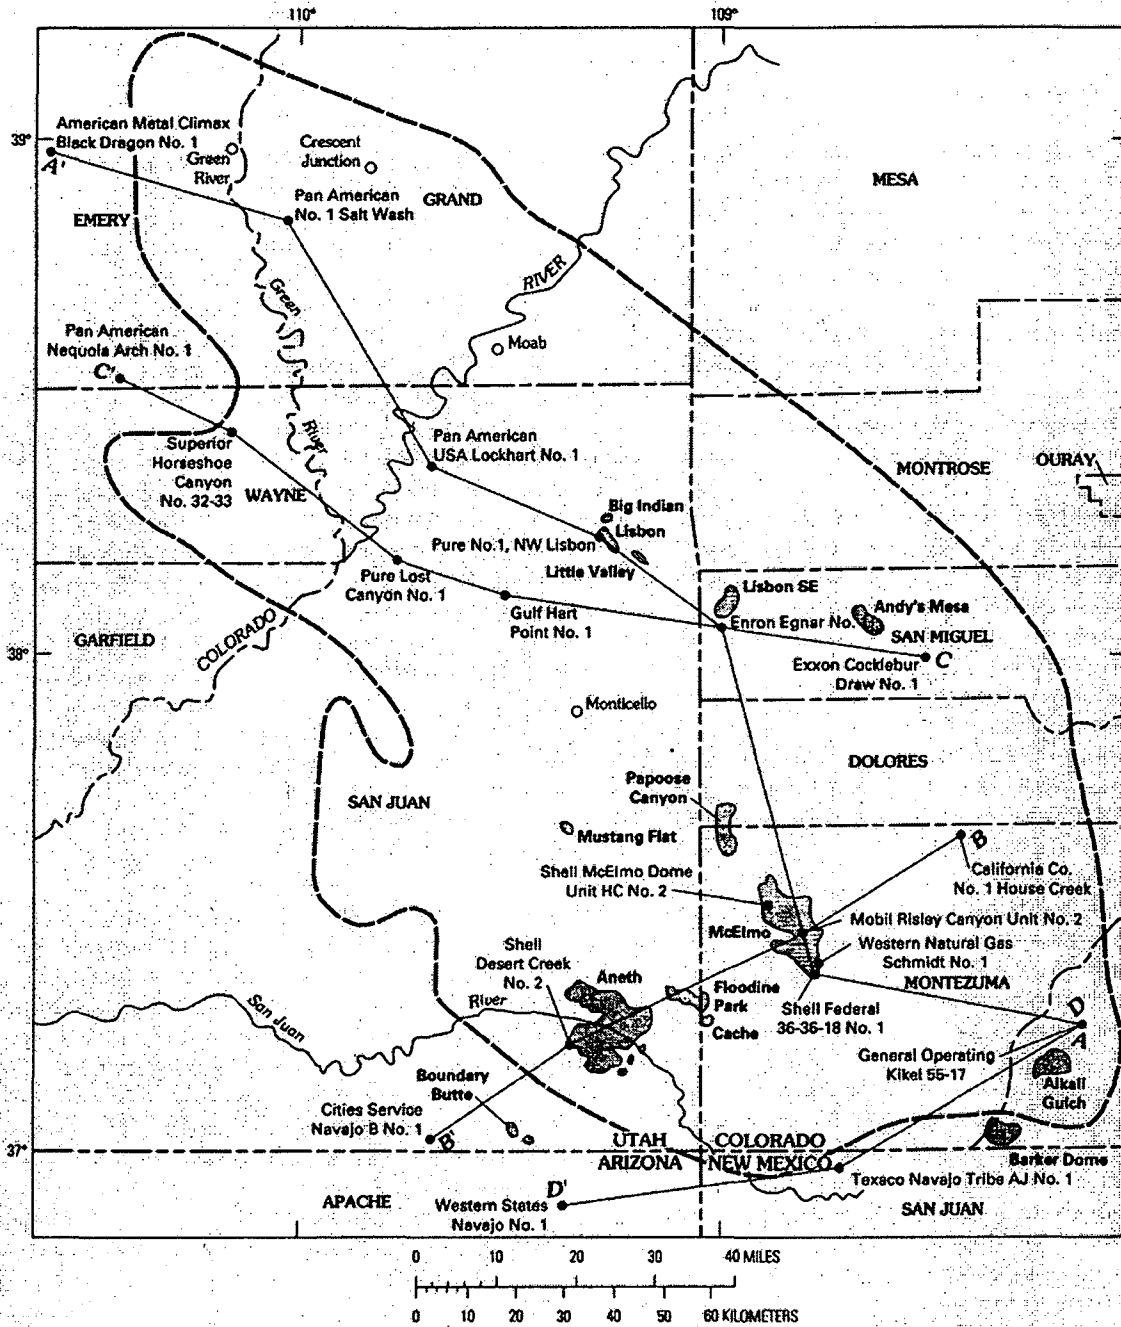 110°
109°
39°
American Metal Climax
Black Dragon No. 1
A'
Green
River
Crescent
Junction
Pan American
No. 1 Salt Wash
GRAND
MESA
EMERY
RIVER
Green
Pan American
Nequoia Arch No. 1
C'
Moab
River
Superior
Horseshoe
Canyon
No. 32-33
WAYNE
Pan American
USA Lockhart No. 1
MONTROSE
OURAY
Big Indian
Lisbon
Pure No.1, NW Lisbon
Little Valley
Pure Lost
Canyon No. 1
Gulf Hart
Point No. 1
Lisbon SE
Enron Egnar No.
Andy's Mesa
SAN MIGUEL
GARFIELD
COLORADO
38°
Exxon Cocklebur
Draw No. 1
C
Monticello
DOLORES
SAN JUAN
Papoose
Canyon
Mustang Flat
B
California Co.
No. 1 House Creek
Shell McElmo Dome
Unit HC No. 2
Mobil Risley Canyon Unit No. 2
McElmo
Western Natural Gas
Schmidt No. 1
MONTEZUMA
Shell
Desert Creek
No. 2
Aneth
Floodine
Park
Cache
Shell Federal
36-36-18 No. 1
San Juan
River
D
A
General Operating
Kikel 55-17
Alkali
Gulch
Boundary
Butte
Cities Service
Navajo B No. 1
B'
37°
UTAH
COLORADO
ARIZONA
NEW MEXICO
Barker Dome
Texaco Navajo Tribe AJ No. 1
APACHE
D'
Western States
Navajo No. 1
SAN JUAN
0 10 20 30 40 MILES
0 10 20 30 40 50 60 KILOMETERS